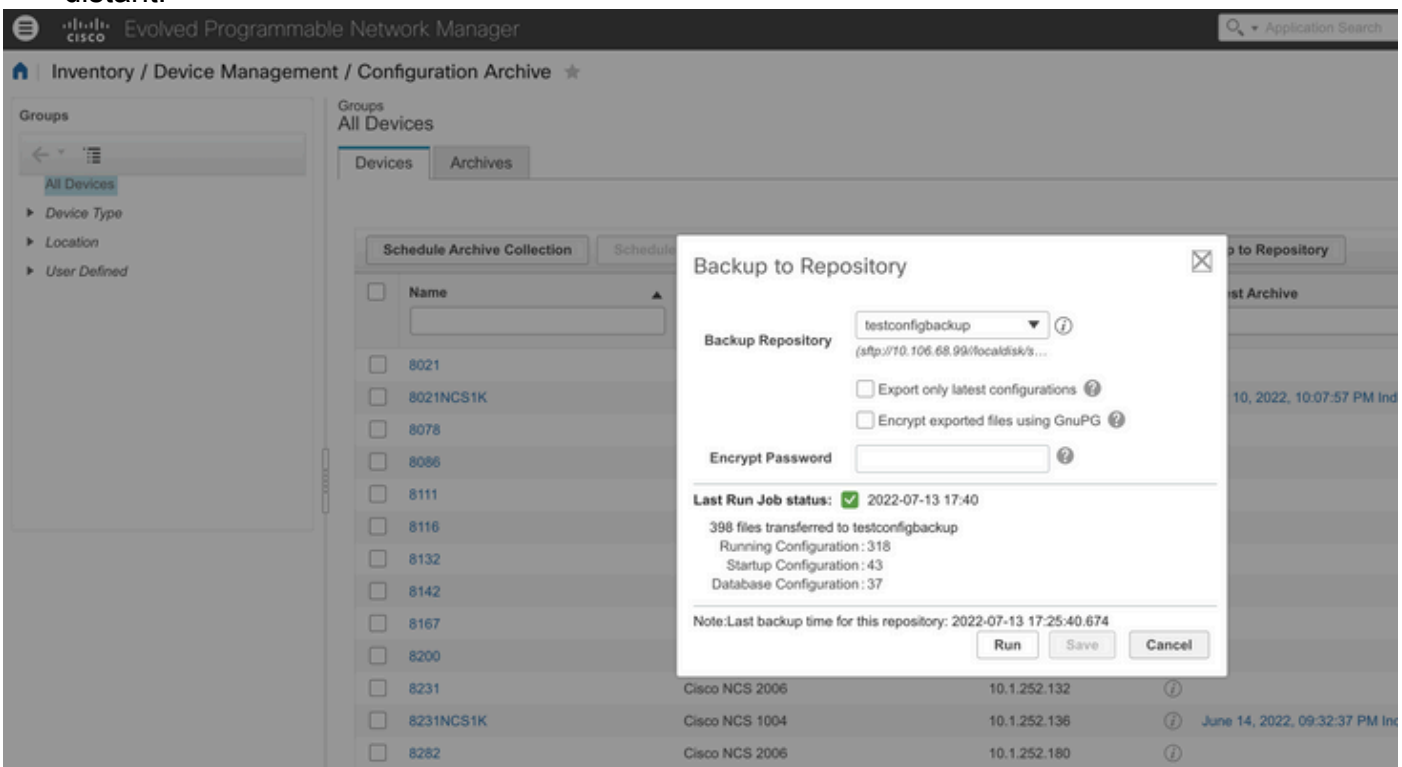 distant.
cisco Evolved Programmable Network Manager
Application Search
Inventory / Device Management / Configuration Archive
Groups
All Devices
Device Type
Location
User Defined
Groups
All Devices
Devices Archives
Schedule Archive Collection Schedule
to Repository
Name
Archive
8021
8021NCS1K
10, 2022, 10:07:57 PM Ind
8078
8086
8111
8116
8132
8142
8167
8200
8231 Cisco NCS 2006 10.1.252.132
8231NCS1K Cisco NCS 1004 10.1.252.136 June 14, 2022, 09:32:37 PM Ind
8282 Cisco NCS 2006 10.1.252.180
Backup to Repository
Backup Repository testconfigbackup
(sftp://10.106.68.99//localdisk/s...
Export only latest configurations
Encrypt exported files using GnuPG
Encrypt Password
Last Run Job status: 2022-07-13 17:40
398 files transferred to testconfigbackup
Running Configuration : 318
Startup Configuration : 43
Database Configuration : 37
Note:Last backup time for this repository: 2022-07-13 17:25:40.674
Run Save Cancel